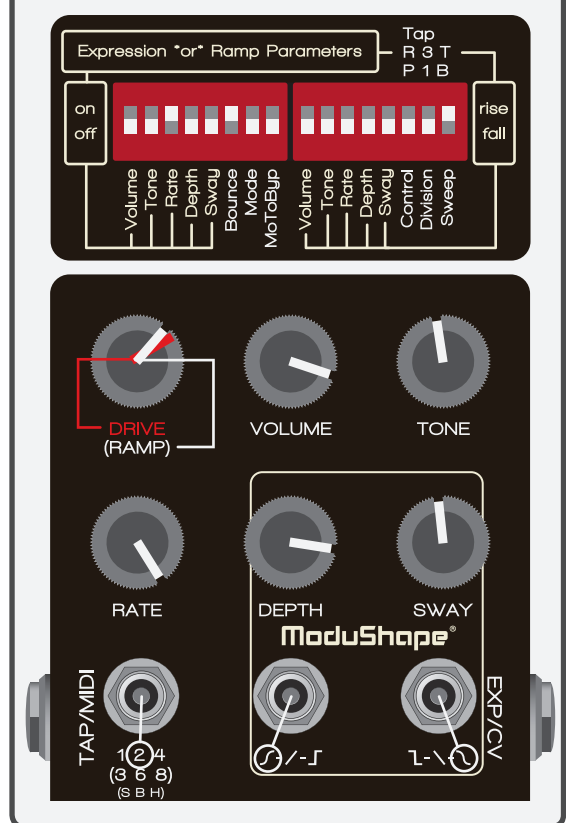 Expression "or" Ramp Parameters
Tap
R 3 T
P 1 B
on
off
rise
fall
Volume
Tone
Rate
Depth
Sway
Bounce
Mode
MoToByp
Volume
Tone
Rate
Depth
Sway
Control
Division
Sweep
DRIVE
(RAMP)
VOLUME
TONE
RATE
DEPTH
SWAY
ModuShape®
TAP/MIDI
EXP/CV
1 2 4
(3 6 8)
(S B H)